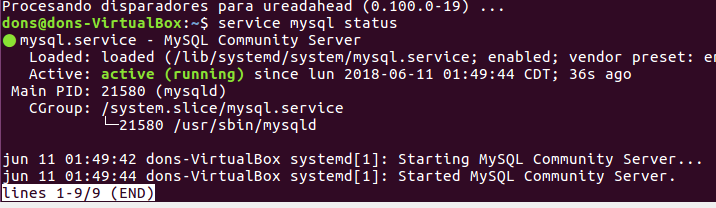 Procesando disparadores para ureadahead (0.100.0-19) ...
dons@dons-VirtualBox:~$ service mysql status
● mysql.service - MySQL Community Server
   Loaded: loaded (/lib/systemd/system/mysql.service; enabled; vendor preset: en
   Active: active (running) since lun 2018-06-11 01:49:44 CDT; 36s ago
 Main PID: 21580 (mysqld)
   CGroup: /system.slice/mysql.service
           └─21580 /usr/sbin/mysqld

jun 11 01:49:42 dons-VirtualBox systemd[1]: Starting MySQL Community Server...
jun 11 01:49:44 dons-VirtualBox systemd[1]: Started MySQL Community Server.
lines 1-9/9 (END)